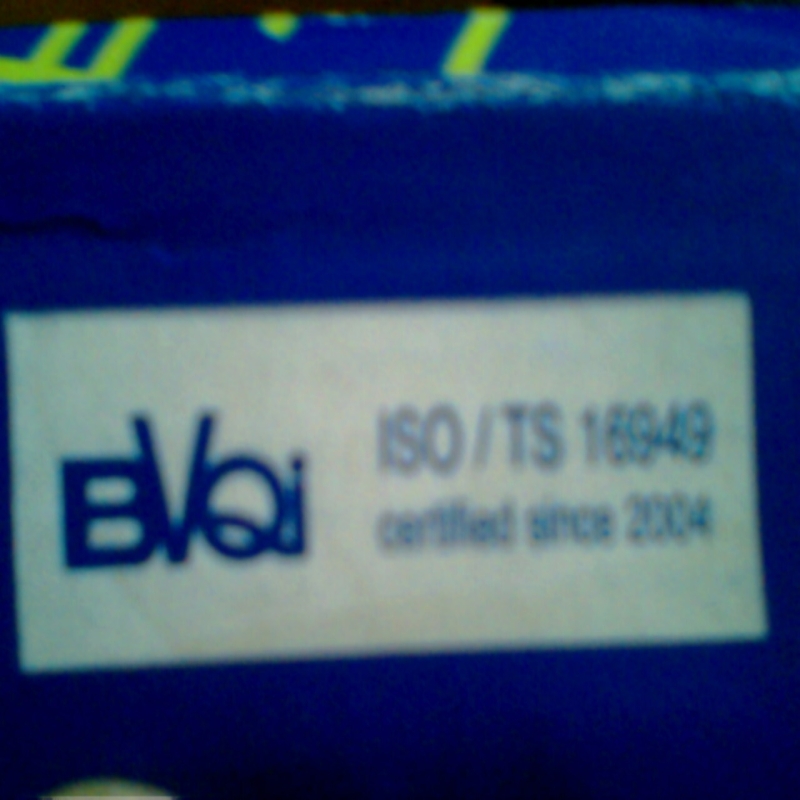 BVQi
ISO / TS 16949
certified since 2004